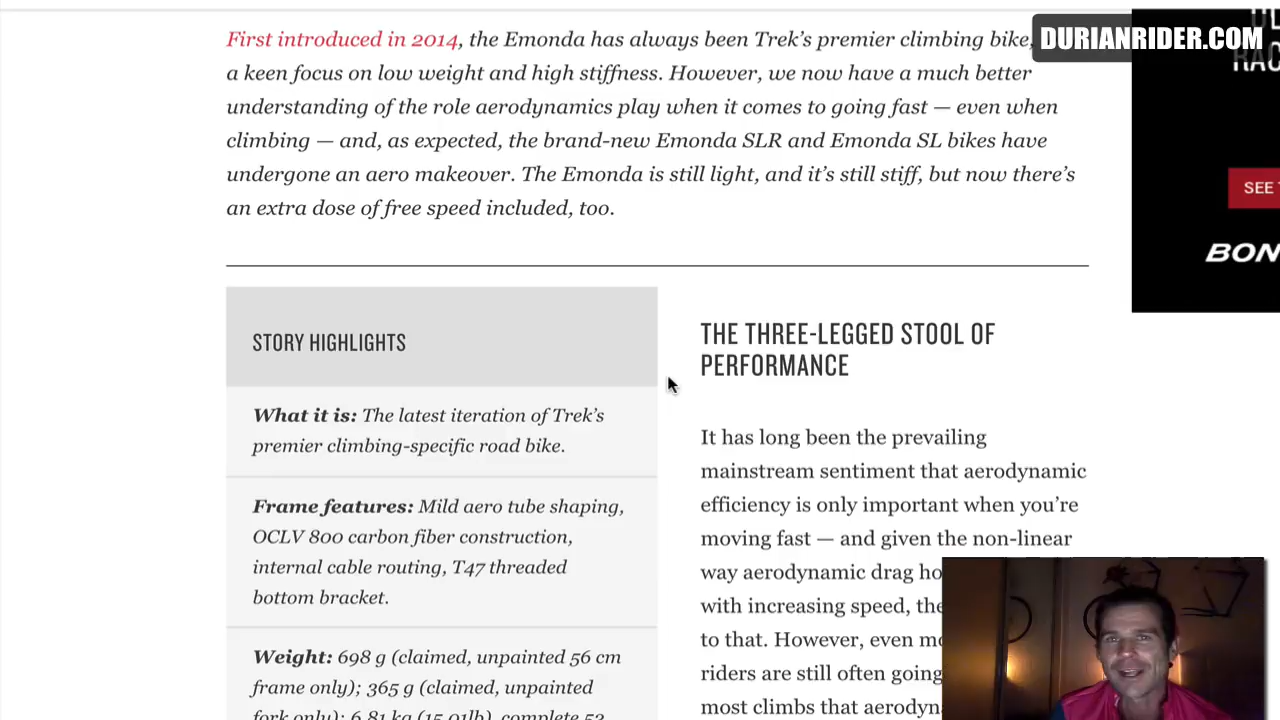 First introduced in 2014, the Emonda has always been Trek's premier climbing bike,
a keen focus on low weight and high stiffness. However, we now have a much better
understanding of the role aerodynamics play when it comes to going fast — even when
climbing — and, as expected, the brand-new Emonda SLR and Emonda SL bikes have
undergone an aero makeover. The Emonda is still light, and it's still stiff, but now there's
an extra dose of free speed included, too.
DURIANRIDER.COM
SEE
BON
STORY HIGHLIGHTS
What it is: The latest iteration of Trek's
premier climbing-specific road bike.
Frame features: Mild aero tube shaping,
OCLV 800 carbon fiber construction,
internal cable routing, T47 threaded
bottom bracket.
Weight: 698 g (claimed, unpainted 56 cm
frame only); 365 g (claimed, unpainted
fork only); 6.81 kg (15.01lb), complete 52
THE THREE-LEGGED STOOL OF
PERFORMANCE
It has long been the prevailing
mainstream sentiment that aerodynamic
efficiency is only important when you're
moving fast — and given the non-linear
way aerodynamic drag
with increasing speed,
to that. However, even
riders are still often going
most climbs that